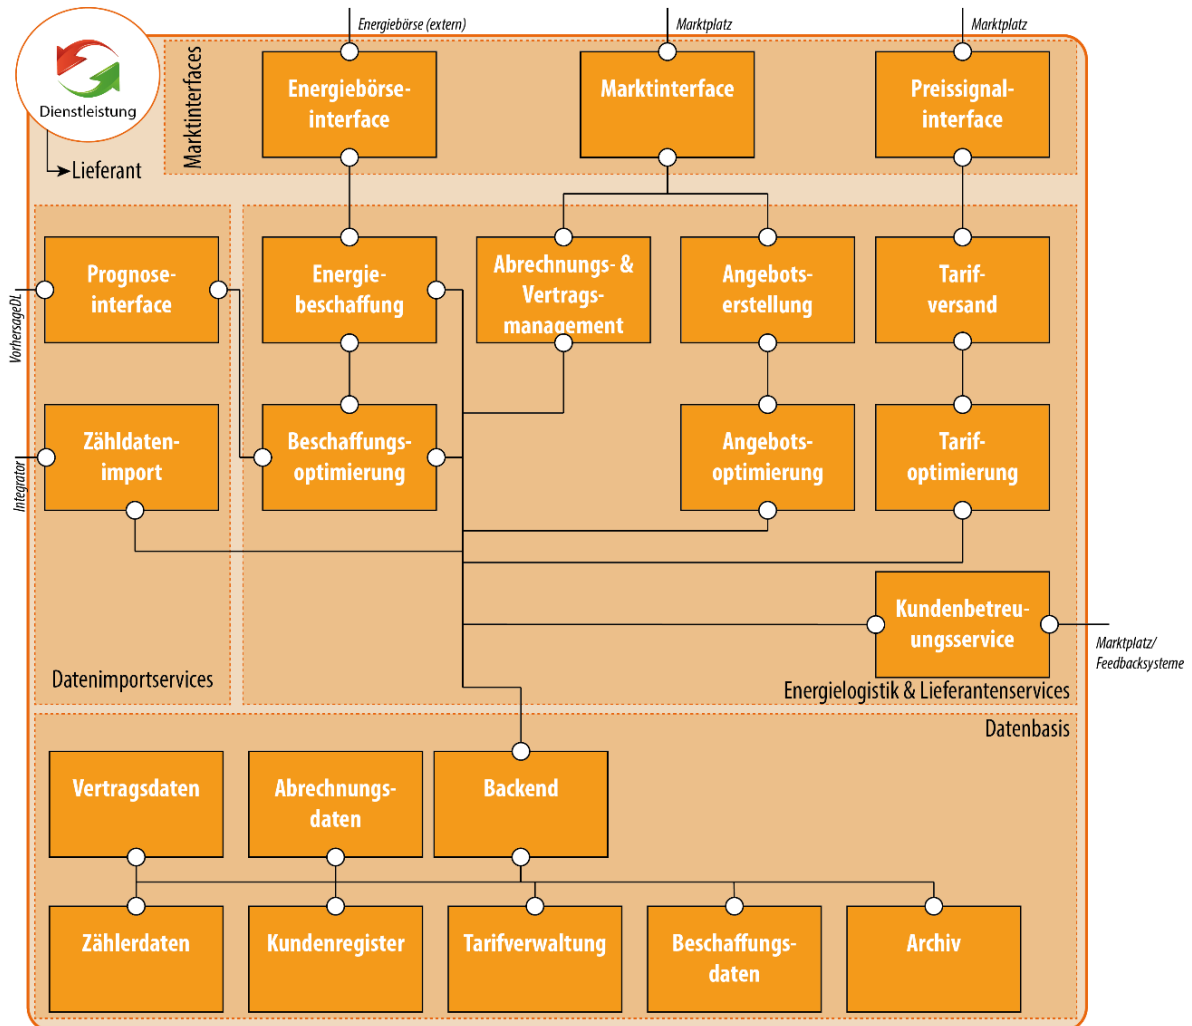 Energiebörse (extern)
Marktplatz
Marktplatz
Dienstleistung
Lieferant
Marktinterfaces
Energiebörse-
interface
Marktinterface
Preissignal-
interface
VorhersageDL
Prognose-
interface
Energie-
beschaffung
Abrechnungs- &
Vertrags-
management
Angebots-
erstellung
Tarif-
versand
Integrator
Zähldaten-
import
Beschaffungs-
optimierung
Angebots-
optimierung
Tarif-
optimierung
Kundenbetreu-
ungsservice
Marktplatz/
Feedbacksysteme
Datenimportservices
Energielogistik & Lieferantenservices
Datenbasis
Vertragsdaten
Abrechnungs-
daten
Backend
Zählerdaten
Kundenregister
Tarifverwaltung
Beschaffungs-
daten
Archiv